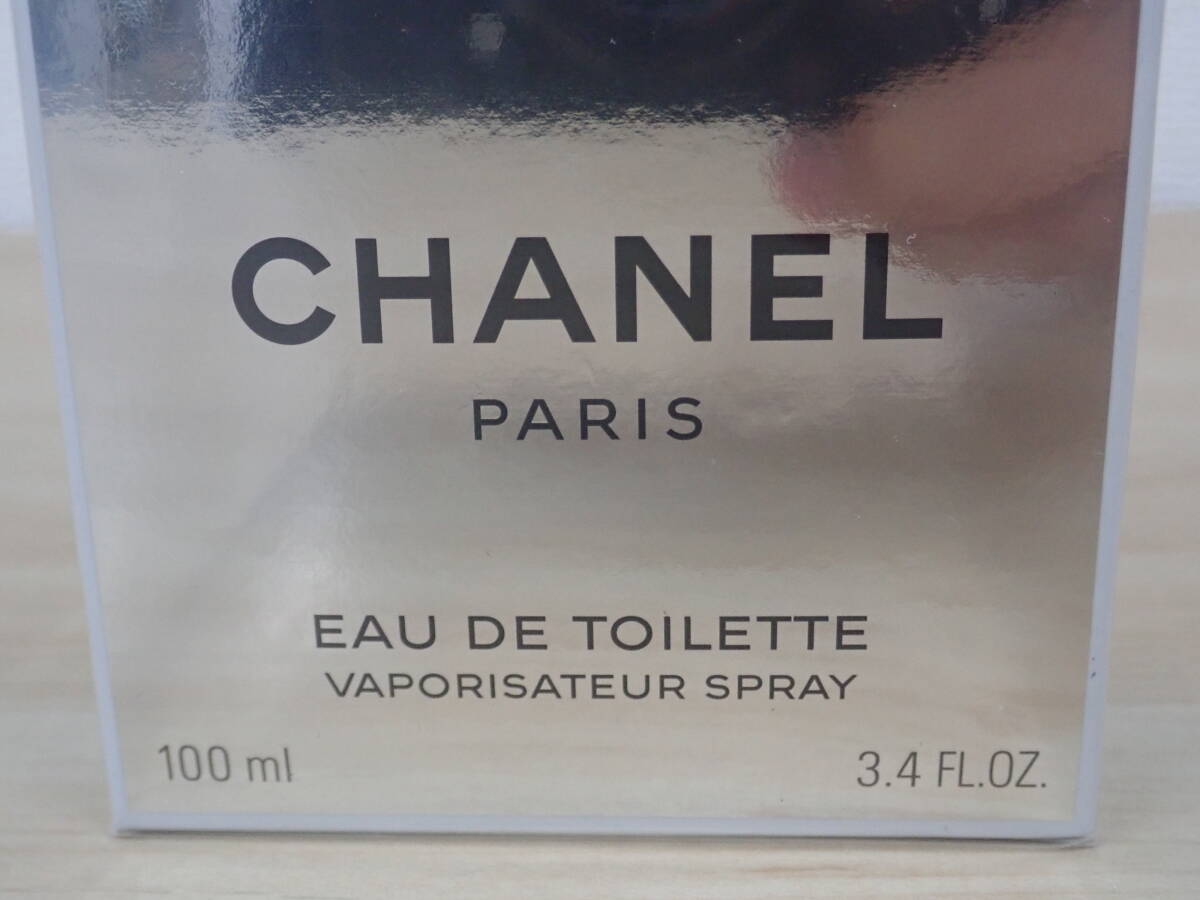 CHANEL
PARIS
EAU DE TOILETTE
VAPORISATEUR SPRAY
100 ml
3.4 FL.OZ.